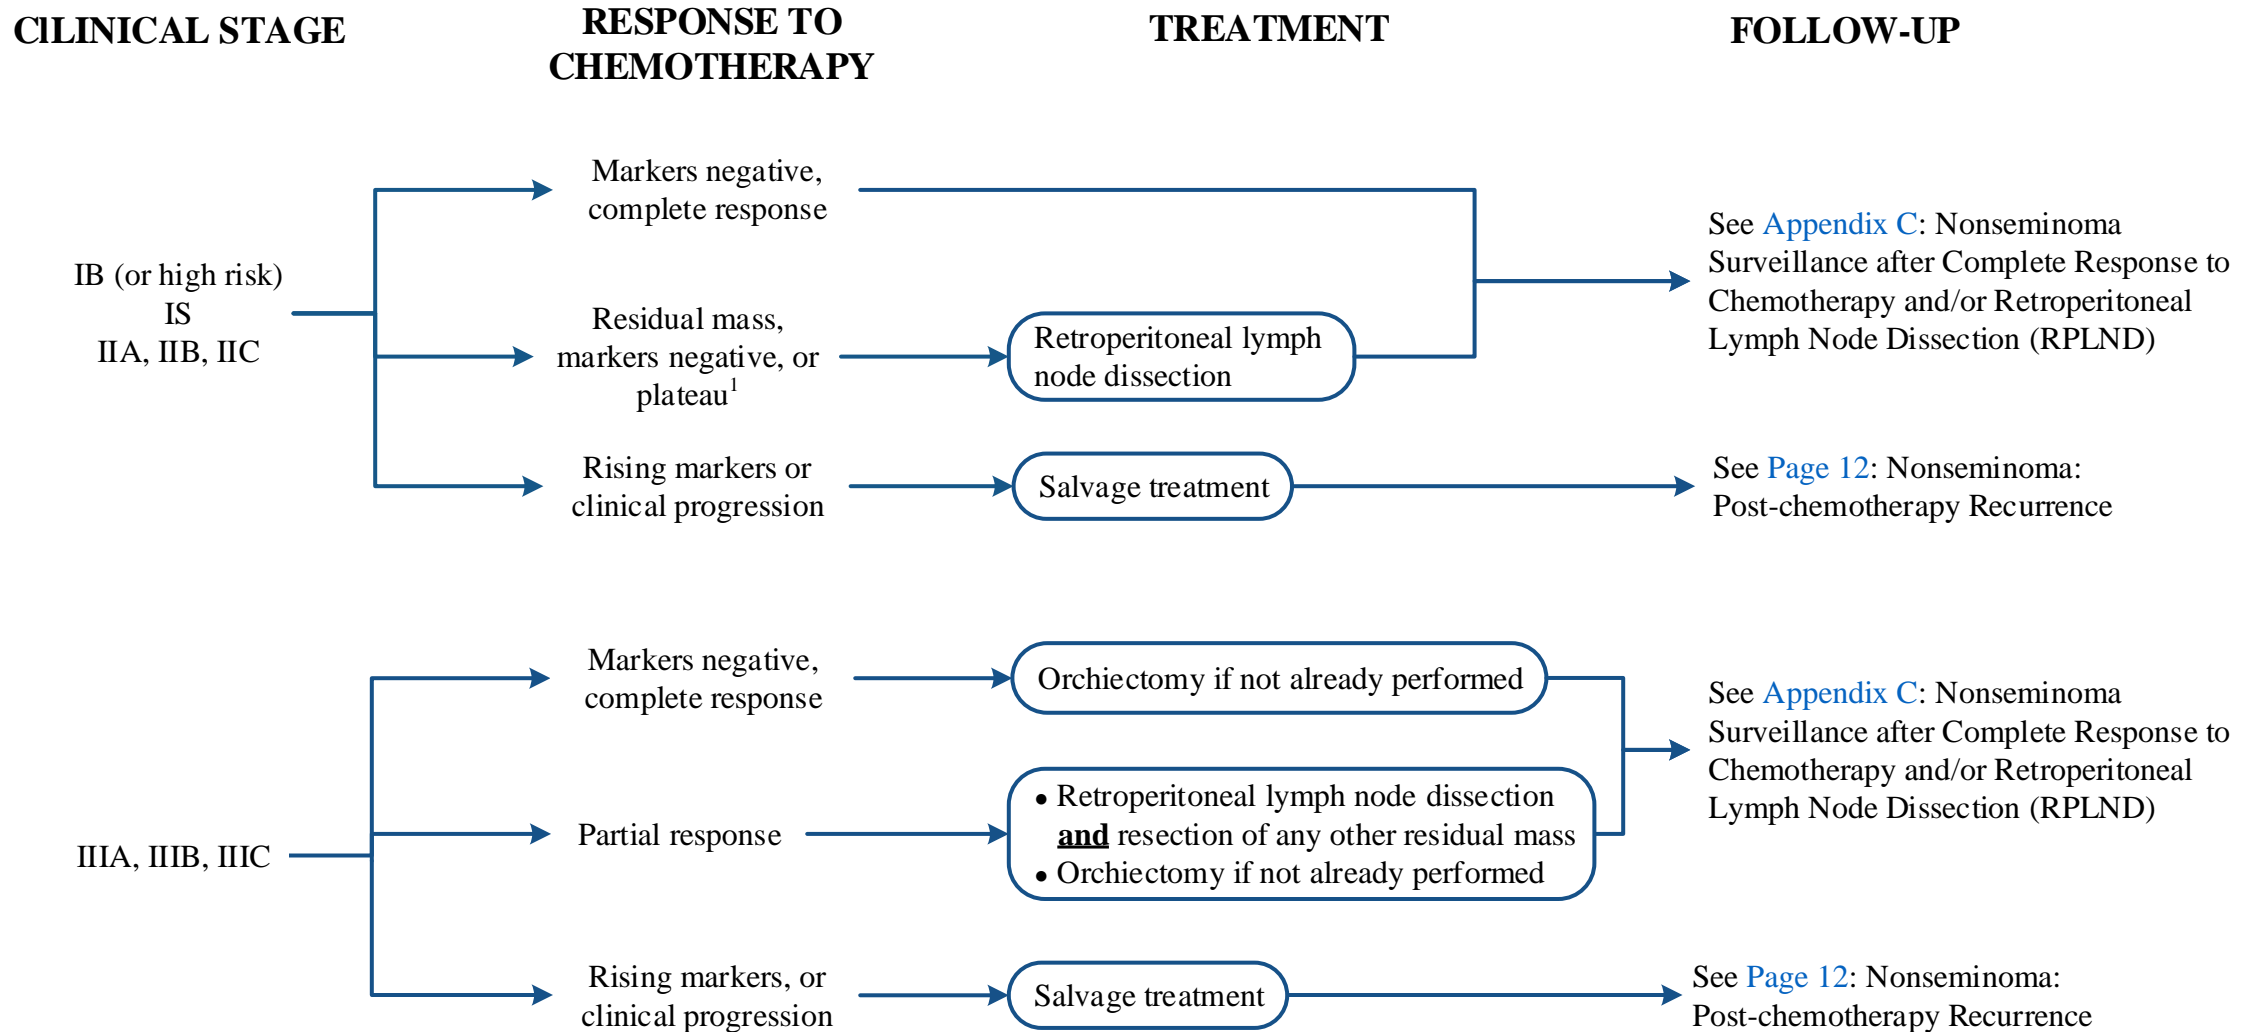 ClLINICAL STAGE
RESPONSE TO
CHEMOTHERAPY
TREATMENT
FOLLOW-UP
IB (or high risk)
IS
IIA, IIB, IIC
Markers negative,
complete response
Residual mass,
markers negative, or
plateau1
Retroperitoneal lymph
node dissection
See Appendix C: Nonseminoma
Surveillance after Complete Response to
Chemotherapy and/or Retroperitoneal
Lymph Node Dissection (RPLND)
Rising markers or
clinical progression
Salvage treatment
See Page 12: Nonseminoma:
Post-chemotherapy Recurrence
IIIA, IIIB, IIIC
Markers negative,
complete response
Orchiectomy if not already performed
Partial response
● Retroperitoneal lymph node dissection
and resection of any other residual mass
● Orchiectomy if not already performed
See Appendix C: Nonseminoma
Surveillance after Complete Response to
Chemotherapy and/or Retroperitoneal
Lymph Node Dissection (RPLND)
Rising markers, or
clinical progression
Salvage treatment
See Page 12: Nonseminoma:
Post-chemotherapy Recurrence